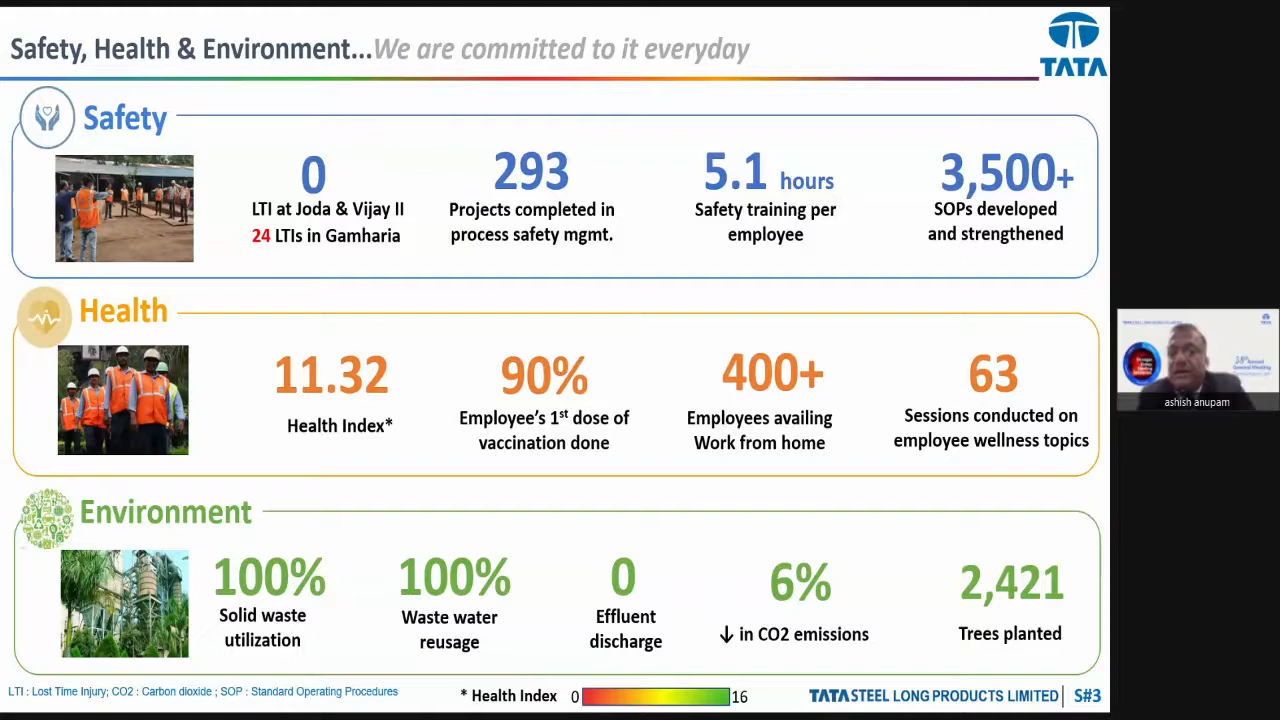 Safety, Health & Environment...We are committed to it everyday
TATA
Safety
0
LTI at Joda & Vijay II
24 LTIs in Gamharia
293
Projects completed in
process safety mgmt.
5.1 hours
Safety training per
employee
3,500+
SOPs developed
and strengthened
Health
11.32
Health Index*
90%
Employee's 1st dose of
vaccination done
400+
Employees availing
Work from home
63
Sessions conducted on
employee wellness topics
Environment
100%
Solid waste
utilization
100%
Waste water
reusage
0
Effluent
discharge
6%
↓ in CO2 emissions
2,421
Trees planted
LTI : Lost Time Injury; CO2 : Carbon dioxide ; SOP : Standard Operating Procedures
* Health Index 0 16
TATA STEEL LONG PRODUCTS LIMITED S#3
TATA
Annual
General Meeting
ashish anupam